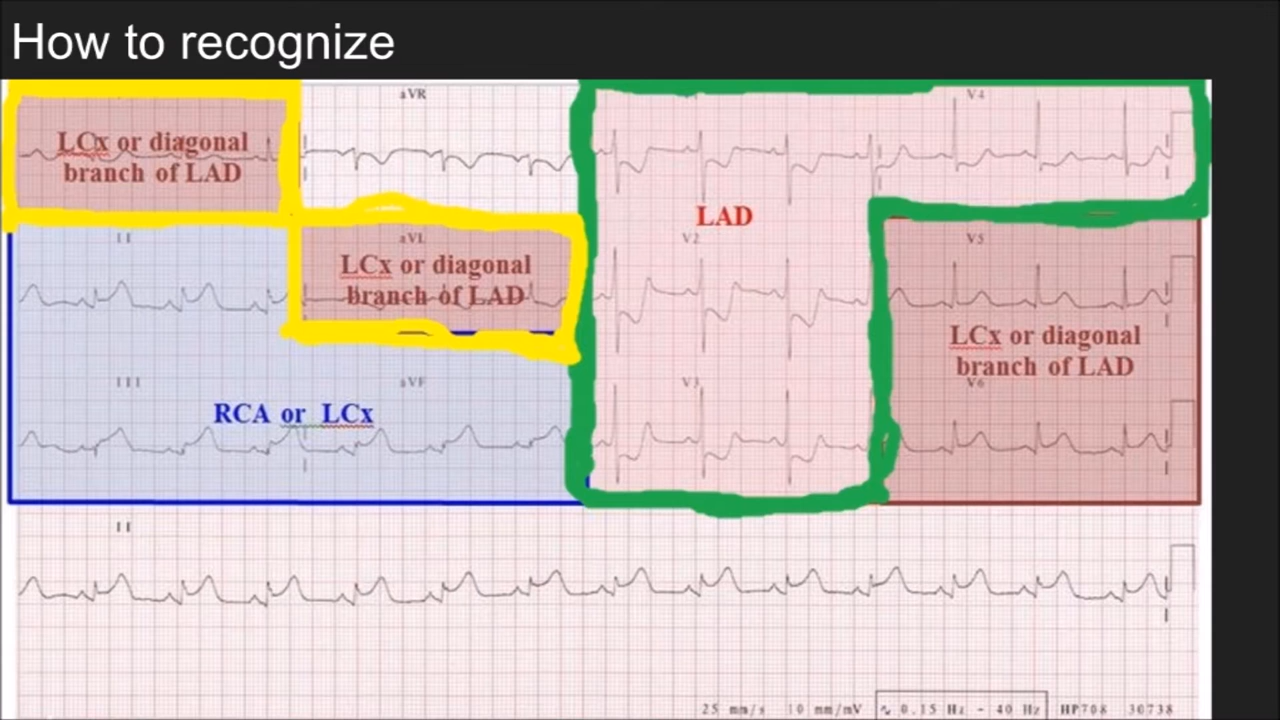 How to recognize
aVR
V4
LCx or diagonal
branch of LAD
LAD
II
aVL
V2
V5
LCx or diagonal
branch of LAD
LCx or diagonal
branch of LAD
III
aVF
V3
V6
RCA or LCx
II
25 mm/s 10 mm/mV
0.15 Hz - 40 Hz
HP708 30738